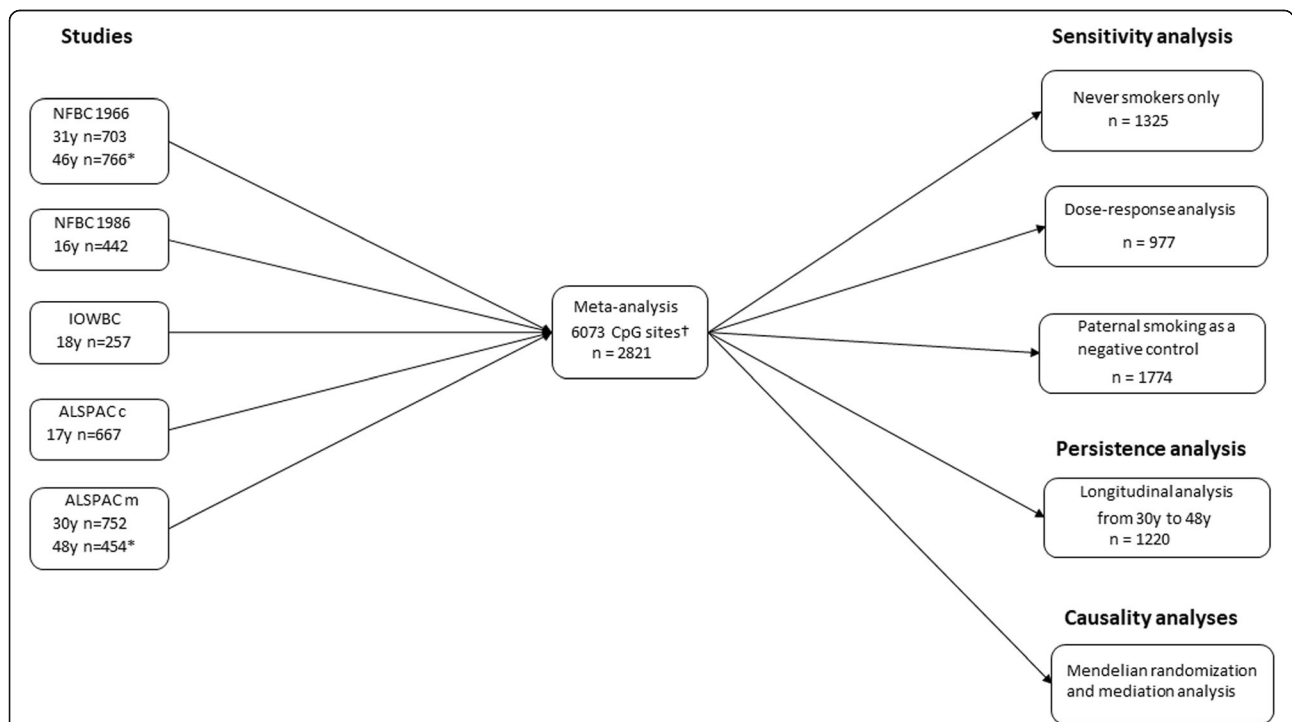 Studies
NFBC 1966
31y n=703
46y n=766*
NFBC 1986
16y n=442
IOWBC
18y n=257
ALSPAC c
17y n=667
ALSPAC m
30y n=752
48y n=454*
Meta-analysis
6073 CpG sites†
n = 2821
Sensitivity analysis
Never smokers only
n = 1325
Dose-response analysis
n = 977
Paternal smoking as a
negative control
n = 1774
Persistence analysis
Longitudinal analysis
from 30y to 48y
n = 1220
Causality analyses
Mendelian randomization
and mediation analysis